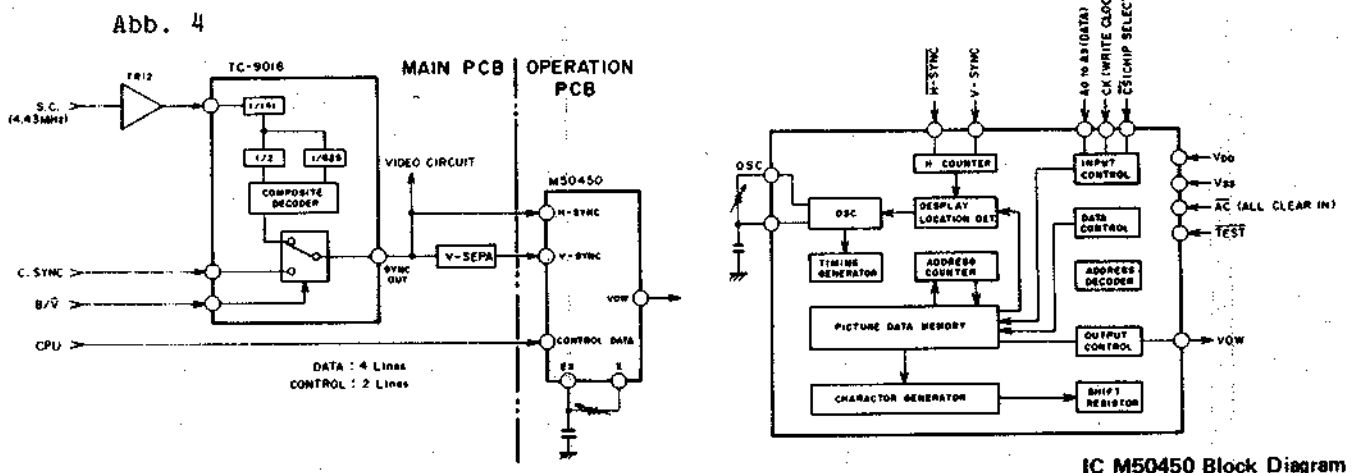 Abb. 4
TR12
S.C.
(4.43MHz)
TC-9016
1/2
1/625
COMPOSITE
DECODER
C.SYNC
B/V̄
CPU
SYNC
OUT
MAIN PCB
OPERATION
PCB
VIDEO CIRCUIT
V-SEPA
M50450
H-SYNC
V-SYNC
VOW
CONTROL DATA
EX
X
DATA : 4 Lines
CONTROL : 2 Lines
H-SYNC
V-SYNC
A0 to A3 (DATA)
CK (WRITE CLOC
CS (CHIP SELECT
OSC
H COUNTER
INPUT
CONTROL
VDD
VSS
AC (ALL CLEAR IN)
TEST
OSC
DESPLAY
LOCATION DET.
DATA
CONTROL
TIMING
GENERATOR
ADDRESS
COUNTER
ADDRESS
DECODER
PICTURE DATA MEMORY
OUTPUT
CONTROL
VOW
CHARACTOR GENERATOR
SHIFT
RESISTOR
IC M50450 Block Diagram